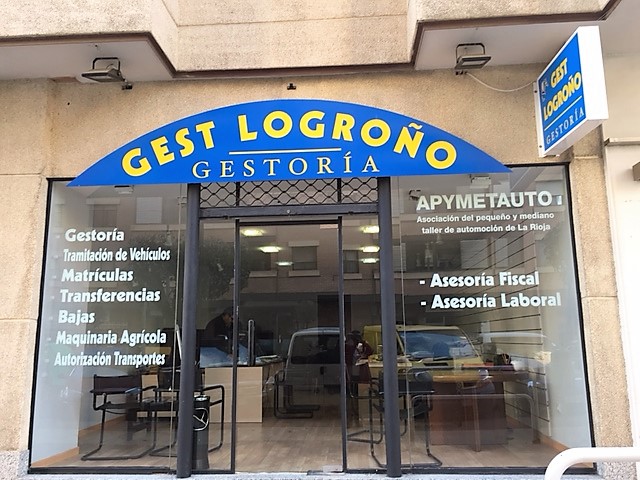 GEST LOGROÑO
GESTORÍA
GEST
LOGROÑO
GESTORÍA
- Gestoría
- Tramitación de Vehículos
- Matrículas
- Transferencias
- Bajas
- Maquinaria Agrícola
- Autorización Transportes
APYMETAUTO
Asociación del pequeño y mediano
taller de automoción de La Rioja
- Asesoría Fiscal
- Asesoría Laboral